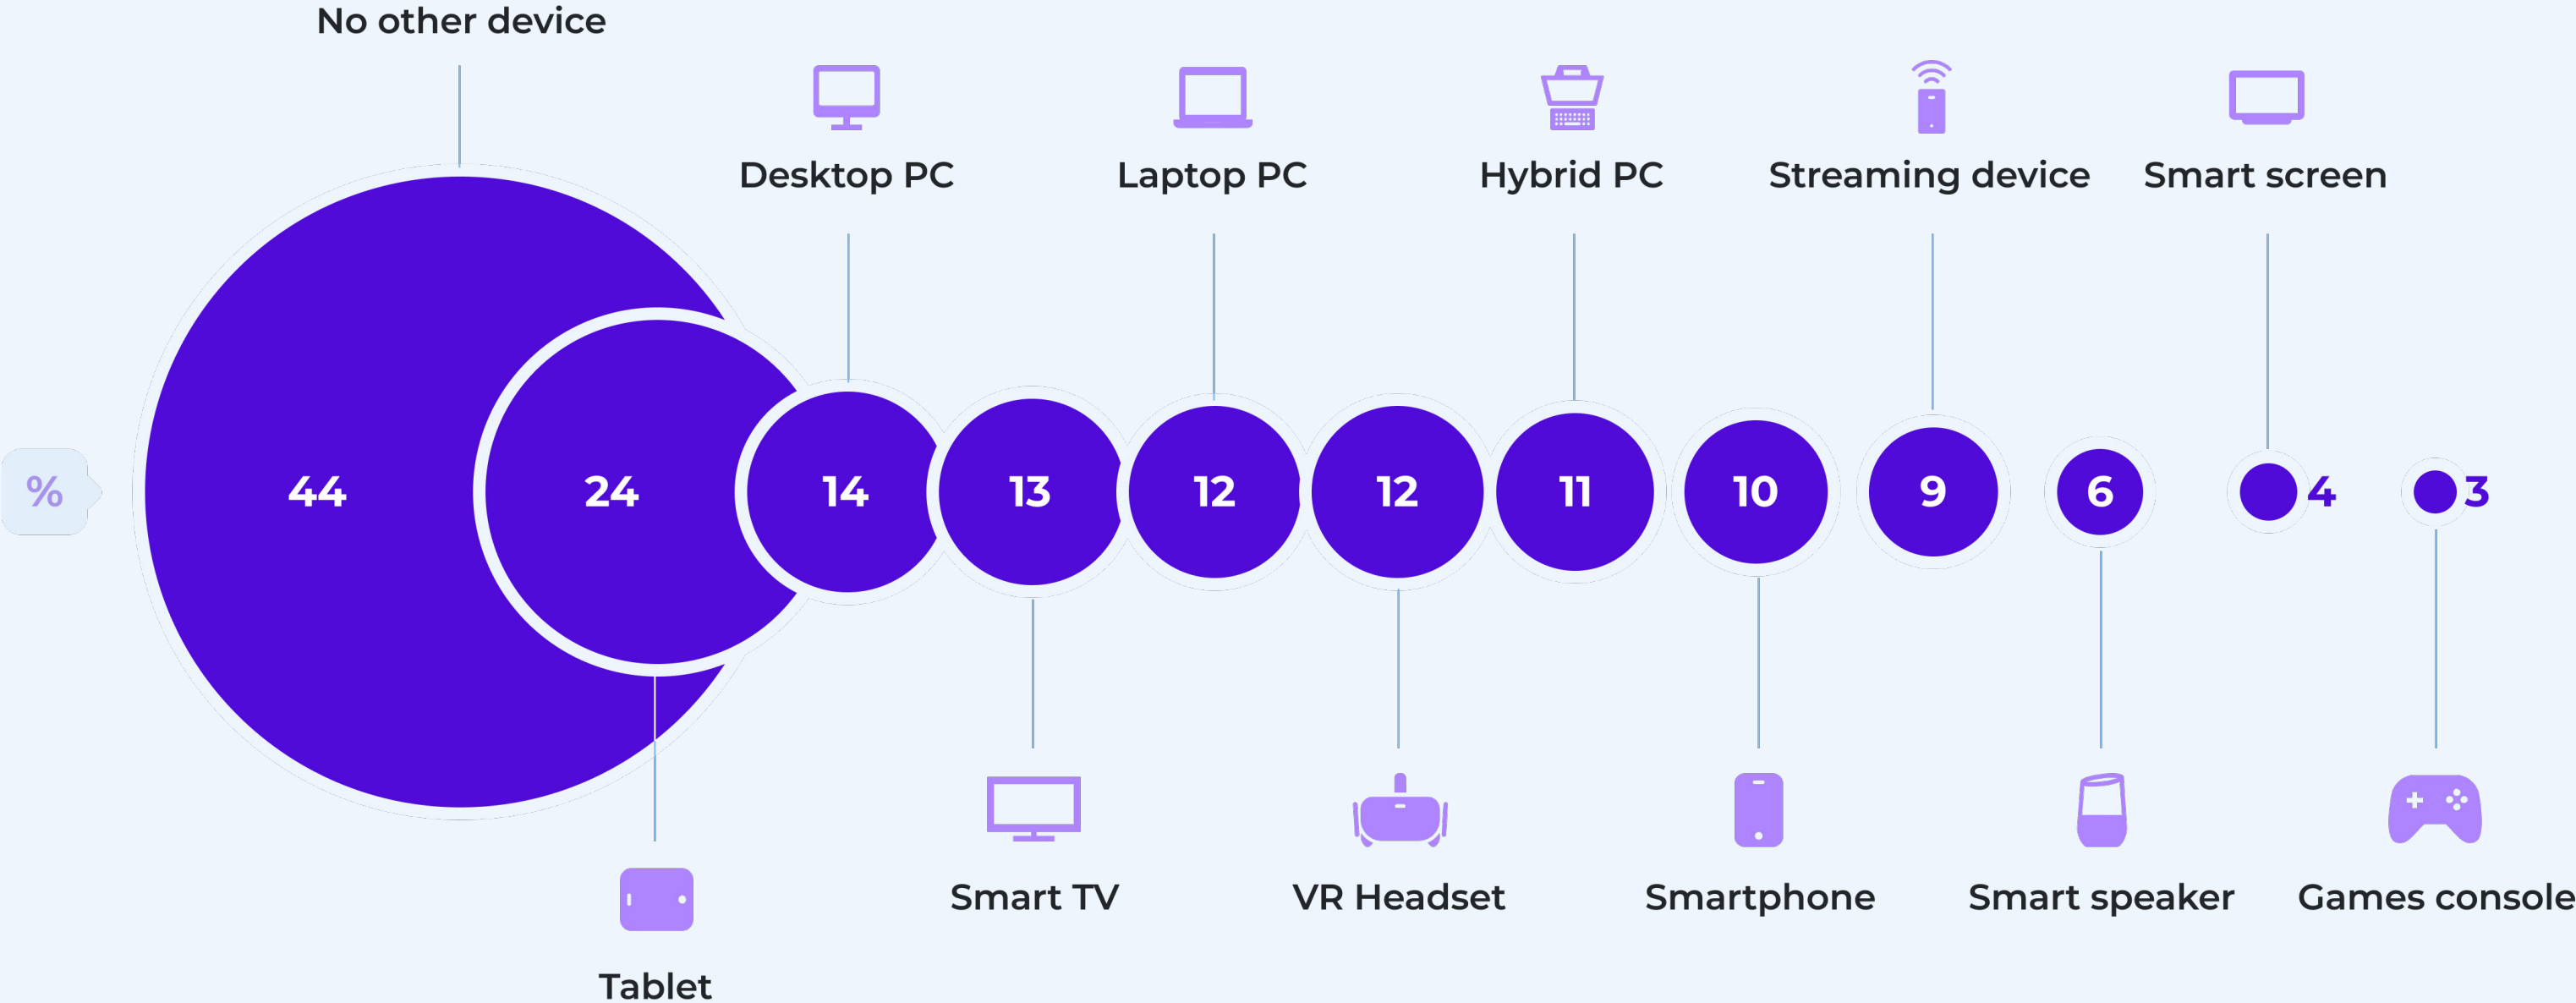 No other device
Desktop PC
Laptop PC
Hybrid PC
Streaming device
Smart screen
%
44
24
14
13
12
12
11
10
9
6
4
3
Smart TV
VR Headset
Smartphone
Smart speaker
Games console
Tablet